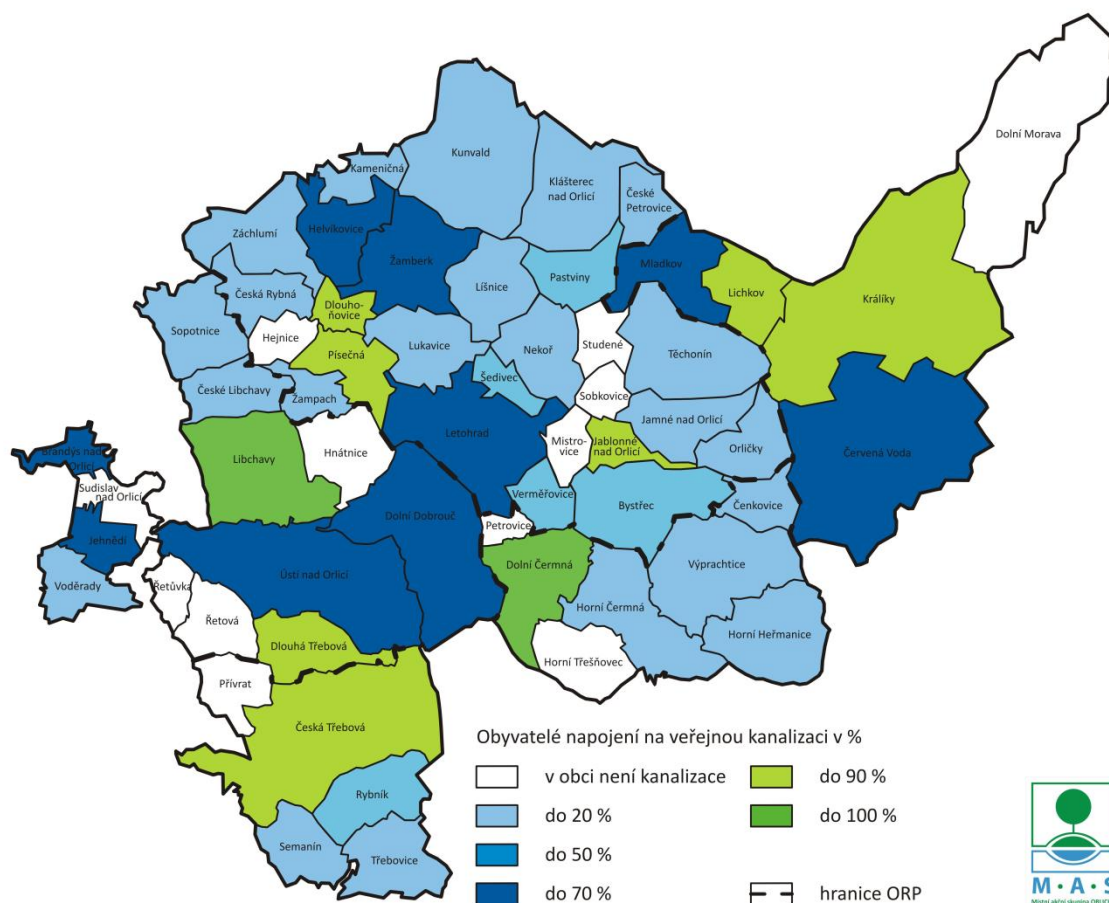 Dolní Morava
Kunvald
Kameničná
Klášterec
nad Orlicí
České
Petrovice
Záchlumí
Helvíkovice
Žamberk
Mladkov
Pastviny
Líšnice
Lichkov
Králíky
Česká Rybná
Dlouho-
ňovice
Sopotnice
Hejnice
Písečná
Lukavice
Nekoř
Studené
Těchonín
Šedivec
České Libchavy
Žampach
Sobkovice
Jamné nad Orlicí
Letohrad
Mistro-
vice
Jablonné
nad Orlicí
Orličky
Červená Voda
Libchavy
Hnátnice
Brandýs nad
Orlicí
Sudislav
nad Orlicí
Verměřovice
Bystřec
Čenkovice
Dolní Dobrouč
Petrovice
Jehnědí
Dolní Čermná
Výprachtice
Ústí nad Orlicí
Voděrady
Řetůvka
Horní Čermná
Řetová
Horní Heřmanice
Dlouhá Třebová
Horní Třešňovec
Přívrat
Česká Třebová
Rybník
Semanín
Třebovice
Obyvatelé napojení na veřejnou kanalizaci v %
v obci není kanalizace
do 20 %
do 50 %
do 70 %
do 90 %
do 100 %
hranice ORP
M · A · S
Místní akční skupina ORLICKO